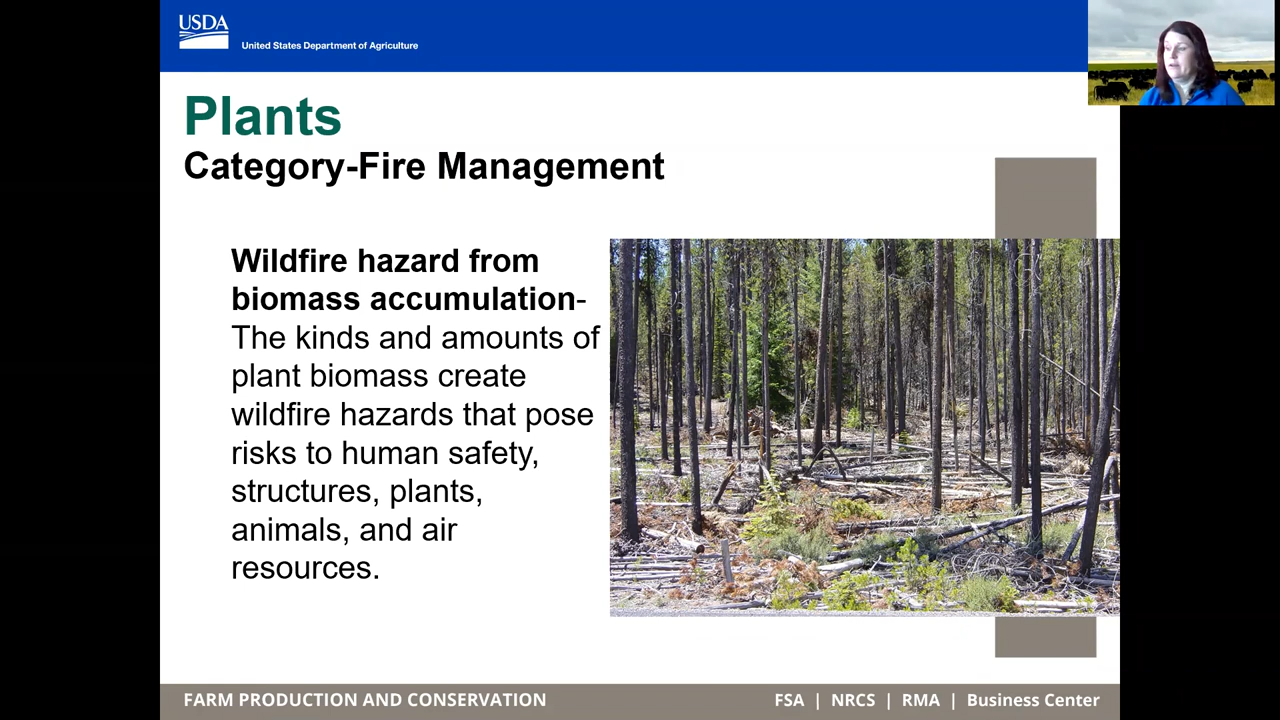 USDA
United States Department of Agriculture
Plants
Category-Fire Management
Wildfire hazard from
biomass accumulation-
The kinds and amounts of
plant biomass create
wildfire hazards that pose
risks to human safety,
structures, plants,
animals, and air
resources.
FARM PRODUCTION AND CONSERVATION
FSA | NRCS | RMA | Business Center